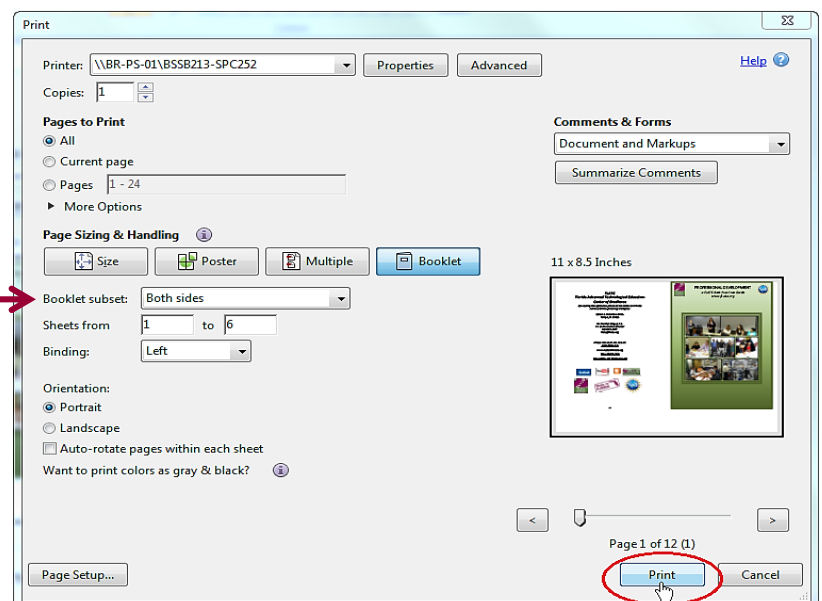 Print
Printer: \\BR-PS-01\BSSB213-SPC252 Properties Advanced Help
Copies: 1
Pages to Print
All
Current page
Pages 1 - 24
More Options
Comments & Forms
Document and Markups
Summarize Comments
Page Sizing & Handling
Size Poster Multiple Booklet
Booklet subset: Both sides
Sheets from 1 to 6
Binding: Left
Orientation:
Portrait
Landscape
Auto-rotate pages within each sheet
Want to print colors as gray & black?
11 x 8.5 Inches
PROFESSIONAL DEVELOPMENT
< >
Page 1 of 12 (1)
Page Setup... Print Cancel